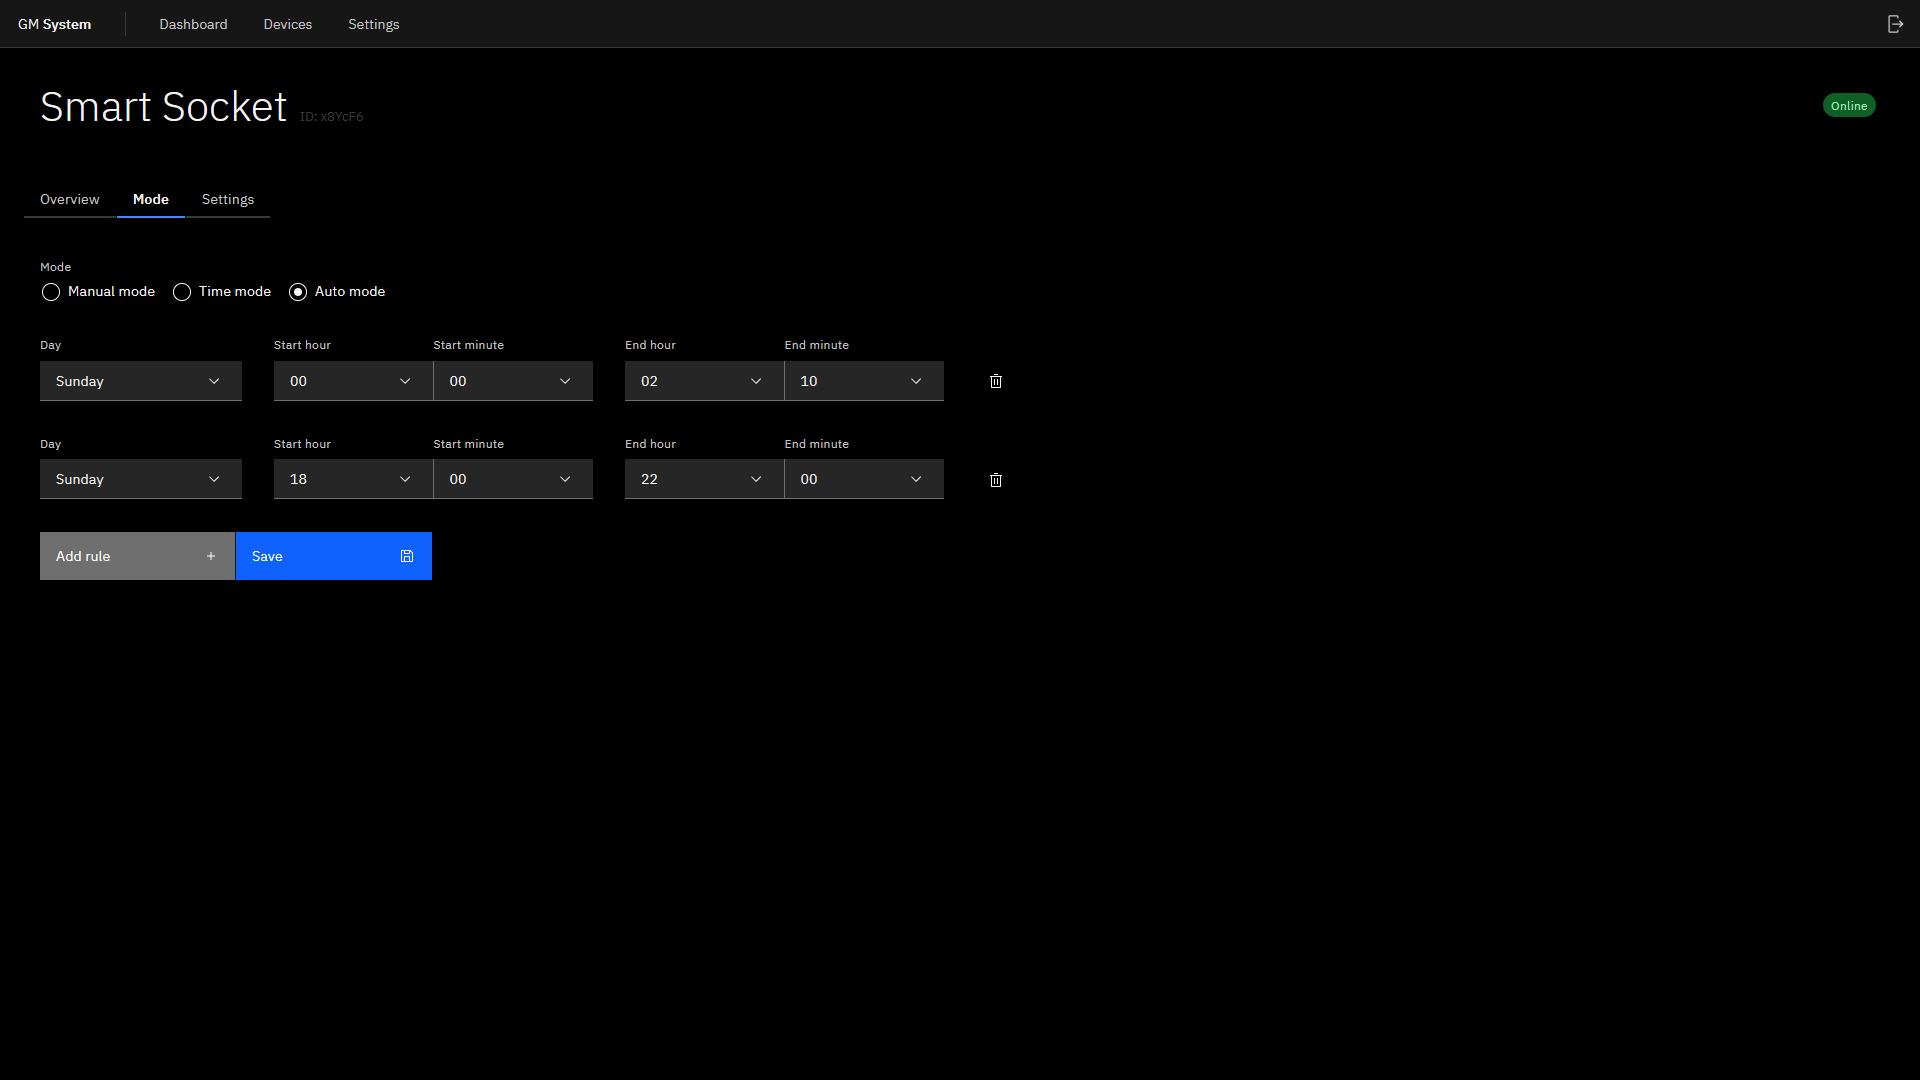 GM System Dashboard Devices Settings
Smart Socket ID: x8YcF6 Online
Overview Mode Settings
Mode
Manual mode Time mode Auto mode
Day Start hour Start minute End hour End minute
Sunday 00 00 02 10
Day Start hour Start minute End hour End minute
Sunday 18 00 22 00
Add rule + Save